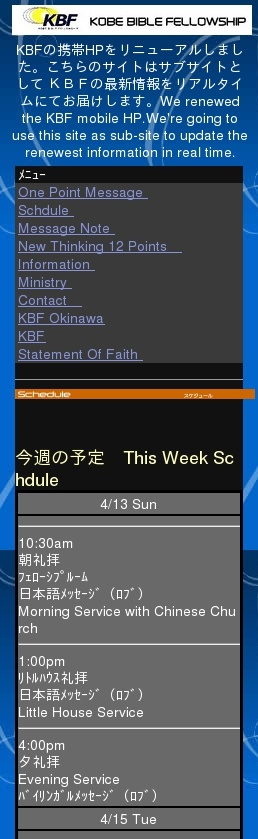 KBF KOBE BIBLE FELLOWSHIP
KBFの携帯HPをリニューアルしまし
た。こちらのサイトはサブサイトと
してＫＢＦの最新情報をリアルタイ
ムにてお届けします。We renewed
the KBF mobile HP.We're going to
use this site as sub-site to update the
renewest information in real time.
ﾒﾆｭｰ
One Point Message
Schdule
Message Note
New Thinking 12 Points
Information
Ministry
Contact
KBF Okinawa
KBF
Statement Of Faith
Schedule スケジュール
今週の予定　This Week Sc
hdule
4/13 Sun
10:30am
朝礼拝
ﾌｪﾛｰｼﾌﾟﾙｰﾑ
日本語ﾒｯｾｰｼﾞ（ﾛﾌﾞ）
Morning Service with Chinese Chu
rch
1:00pm
ﾘﾄﾙﾊｳｽ礼拝
日本語ﾒｯｾｰｼﾞ（ﾛﾌﾞ）
Little House Service
4:00pm
夕礼拝
Evening Service
ﾊﾞｲﾘﾝｶﾞﾙﾒｯｾｰｼﾞ（ﾛﾌﾞ）
4/15 Tue